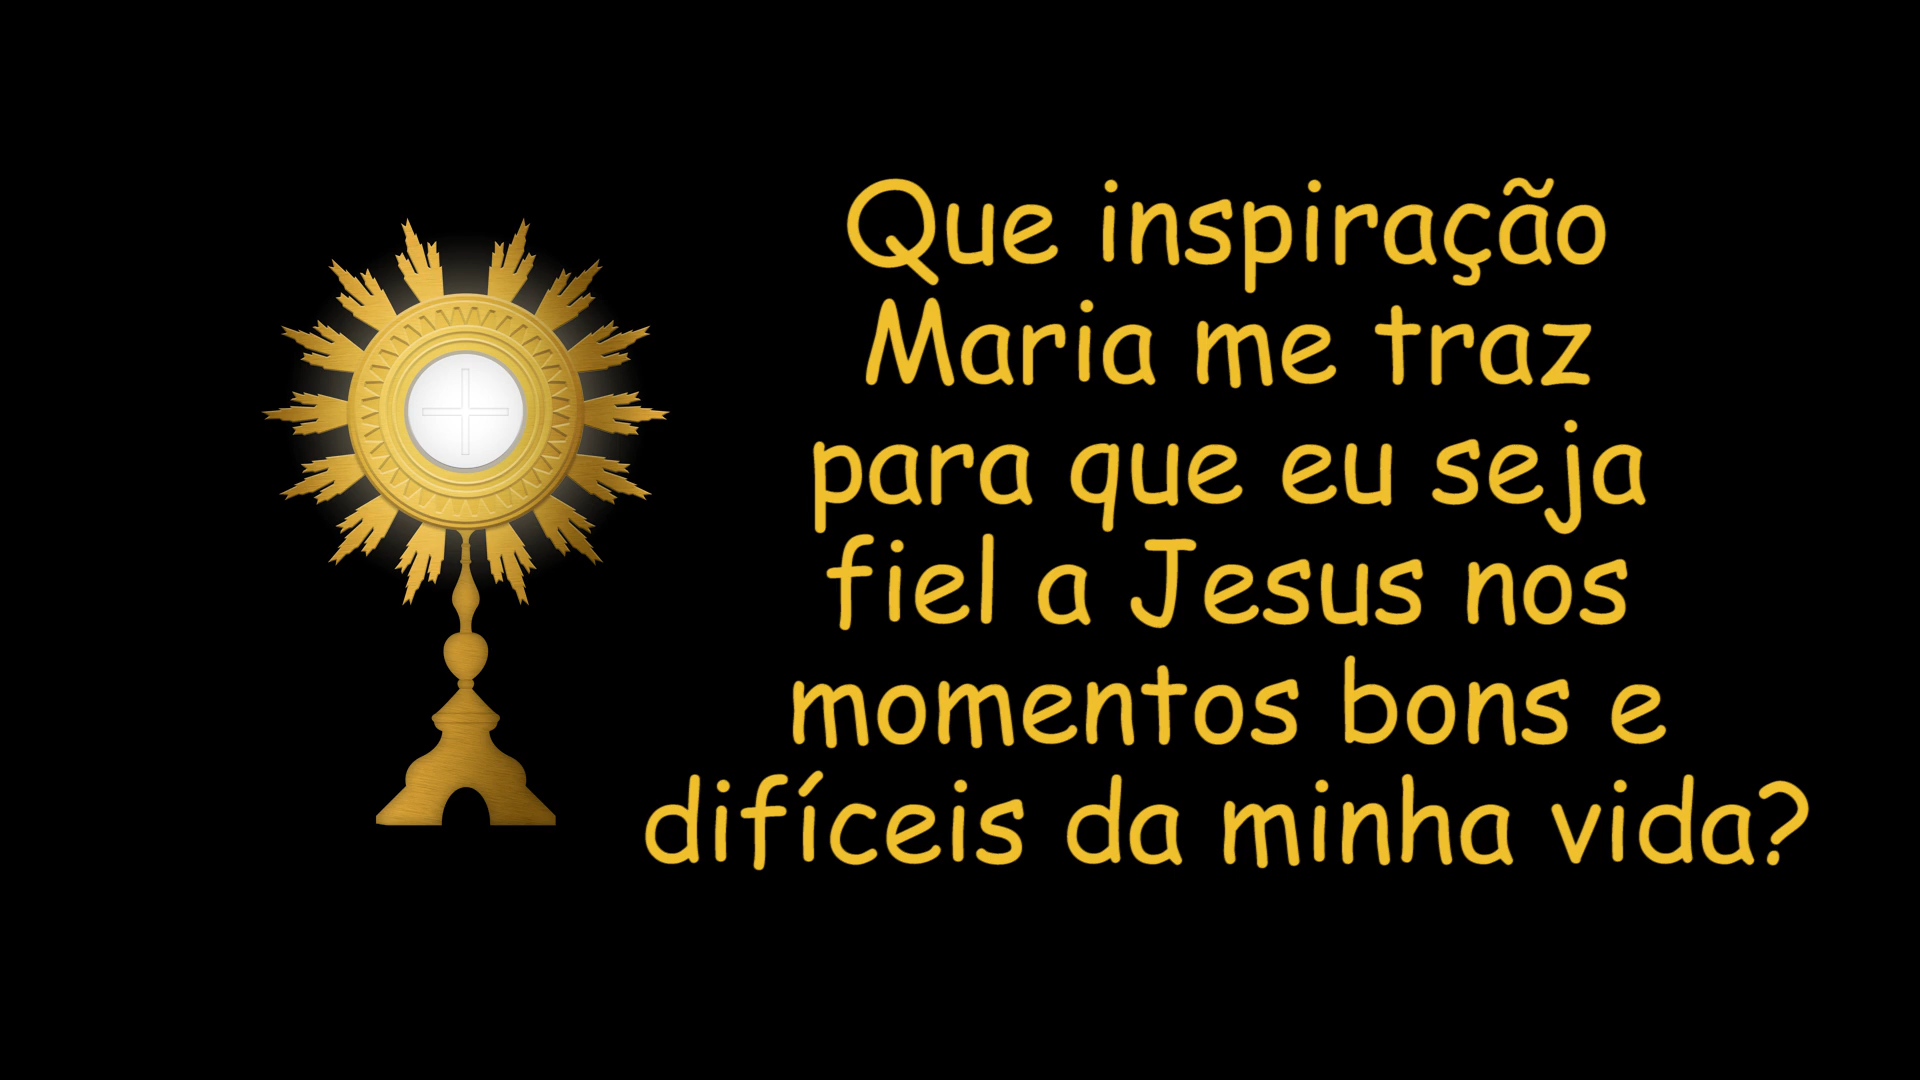 Que inspiração
Maria me traz
para que eu seja
fiel a Jesus nos
momentos bons e
difíceis da minha vida?